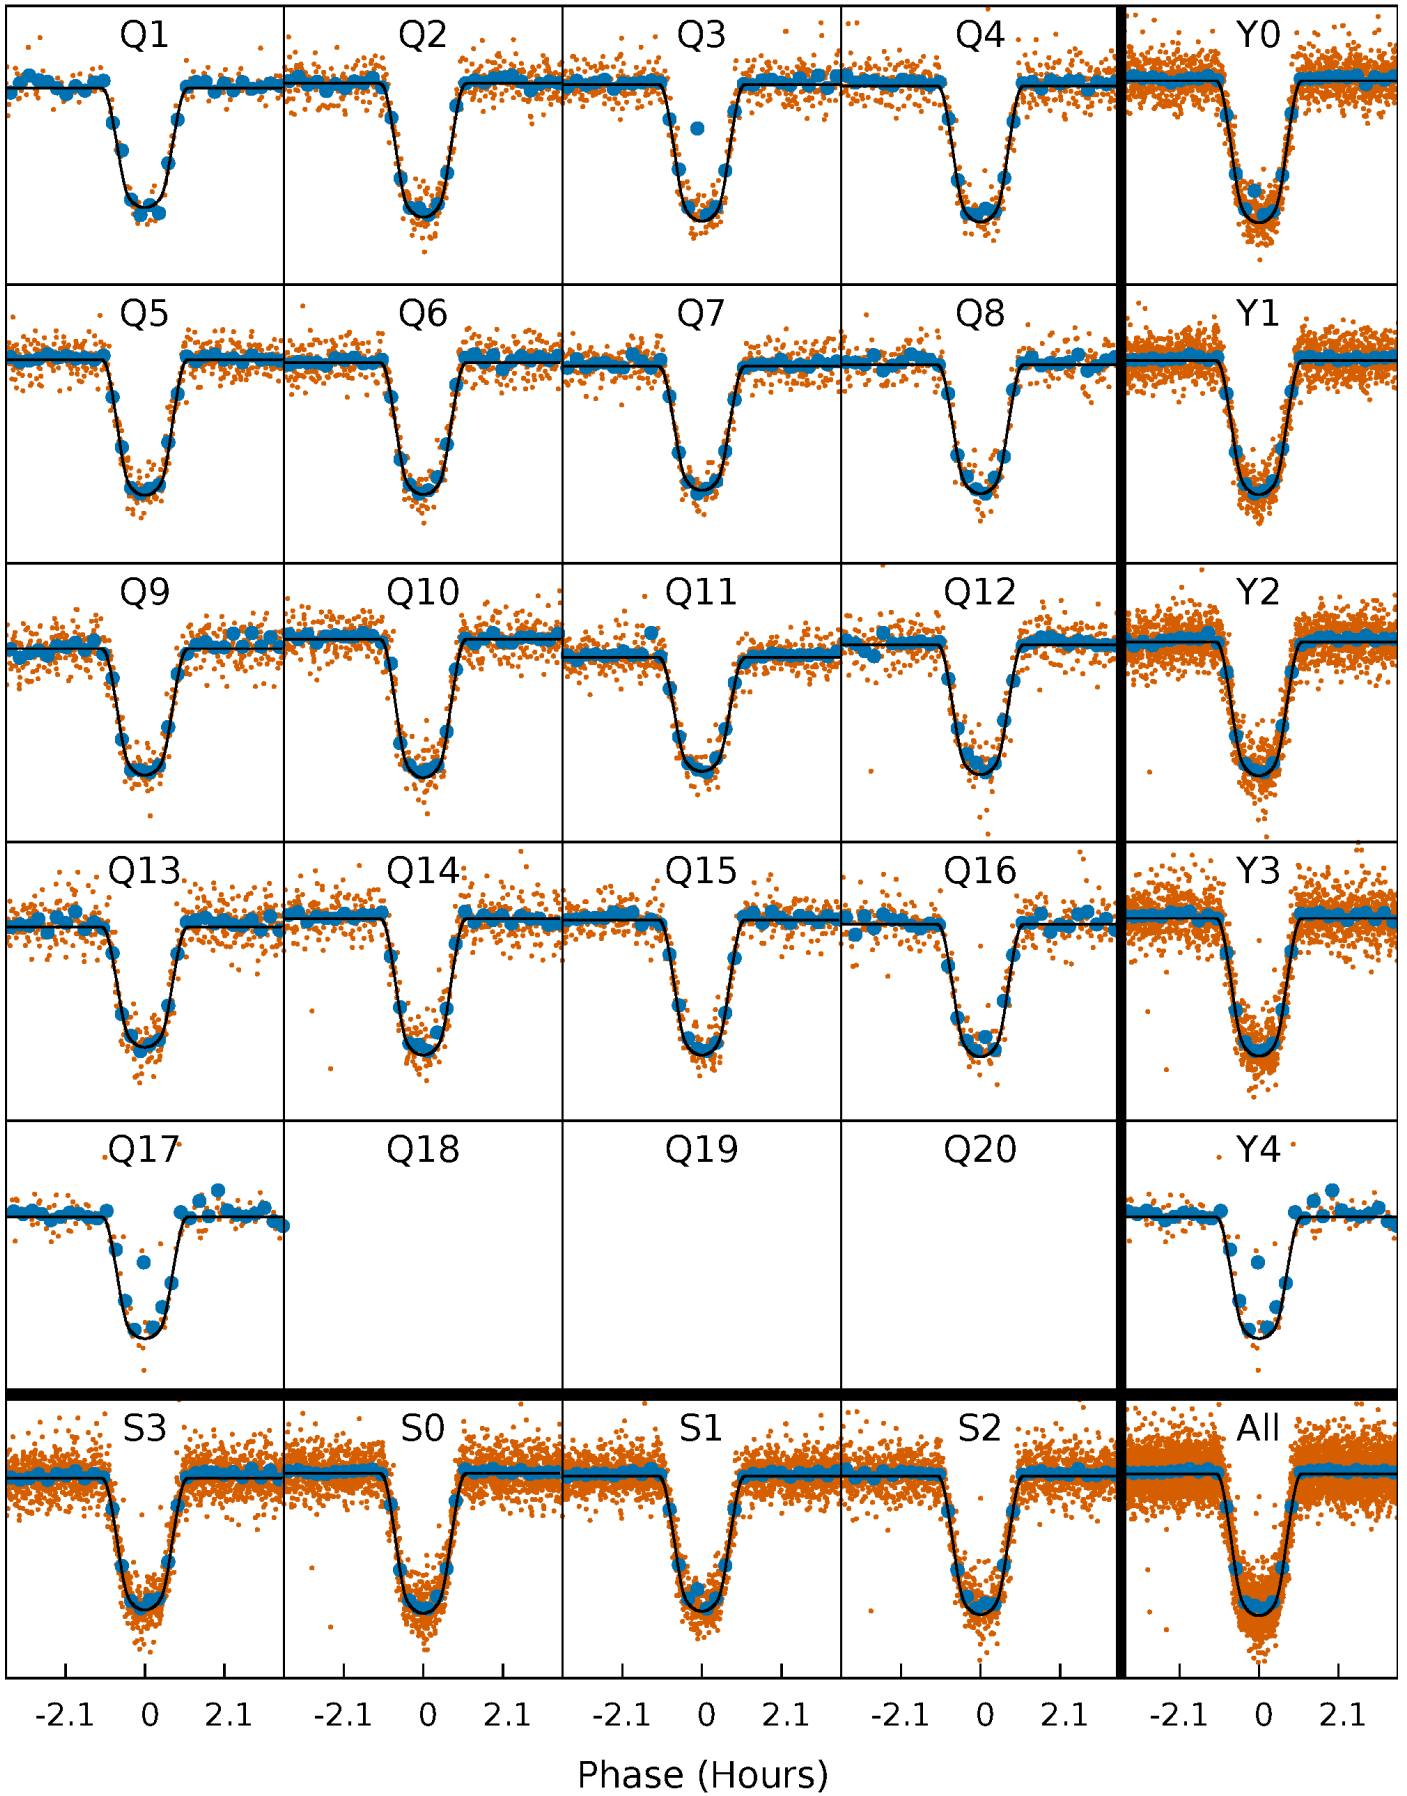 Q1 Q2 Q3 Q4 Y0
Q5 Q6 Q7 Q8 Y1
Q9 Q10 Q11 Q12 Y2
Q13 Q14 Q15 Q16 Y3
Q17 Q18 Q19 Q20 Y4
S3 S0 S1 S2 All
-2.1 0 2.1 -2.1 0 2.1 -2.1 0 2.1 -2.1 0 2.1 -2.1 0 2.1
Phase (Hours)